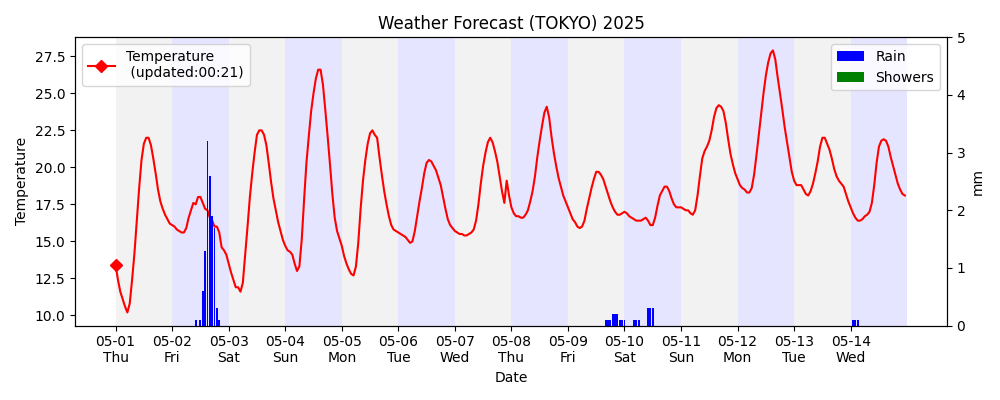 Weather Forecast (TOKYO) 2025
Temperature
(updated:00:21)
Rain
Showers
Temperature
27.5
25.0
22.5
20.0
17.5
15.0
12.5
10.0
5
4
3
2
1
0
mm
05-01 05-02 05-03 05-04 05-05 05-06 05-07 05-08 05-09 05-10 05-11 05-12 05-13 05-14
Thu Fri Sat Sun Mon Tue Wed Thu Fri Sat Sun Mon Tue Wed
Date